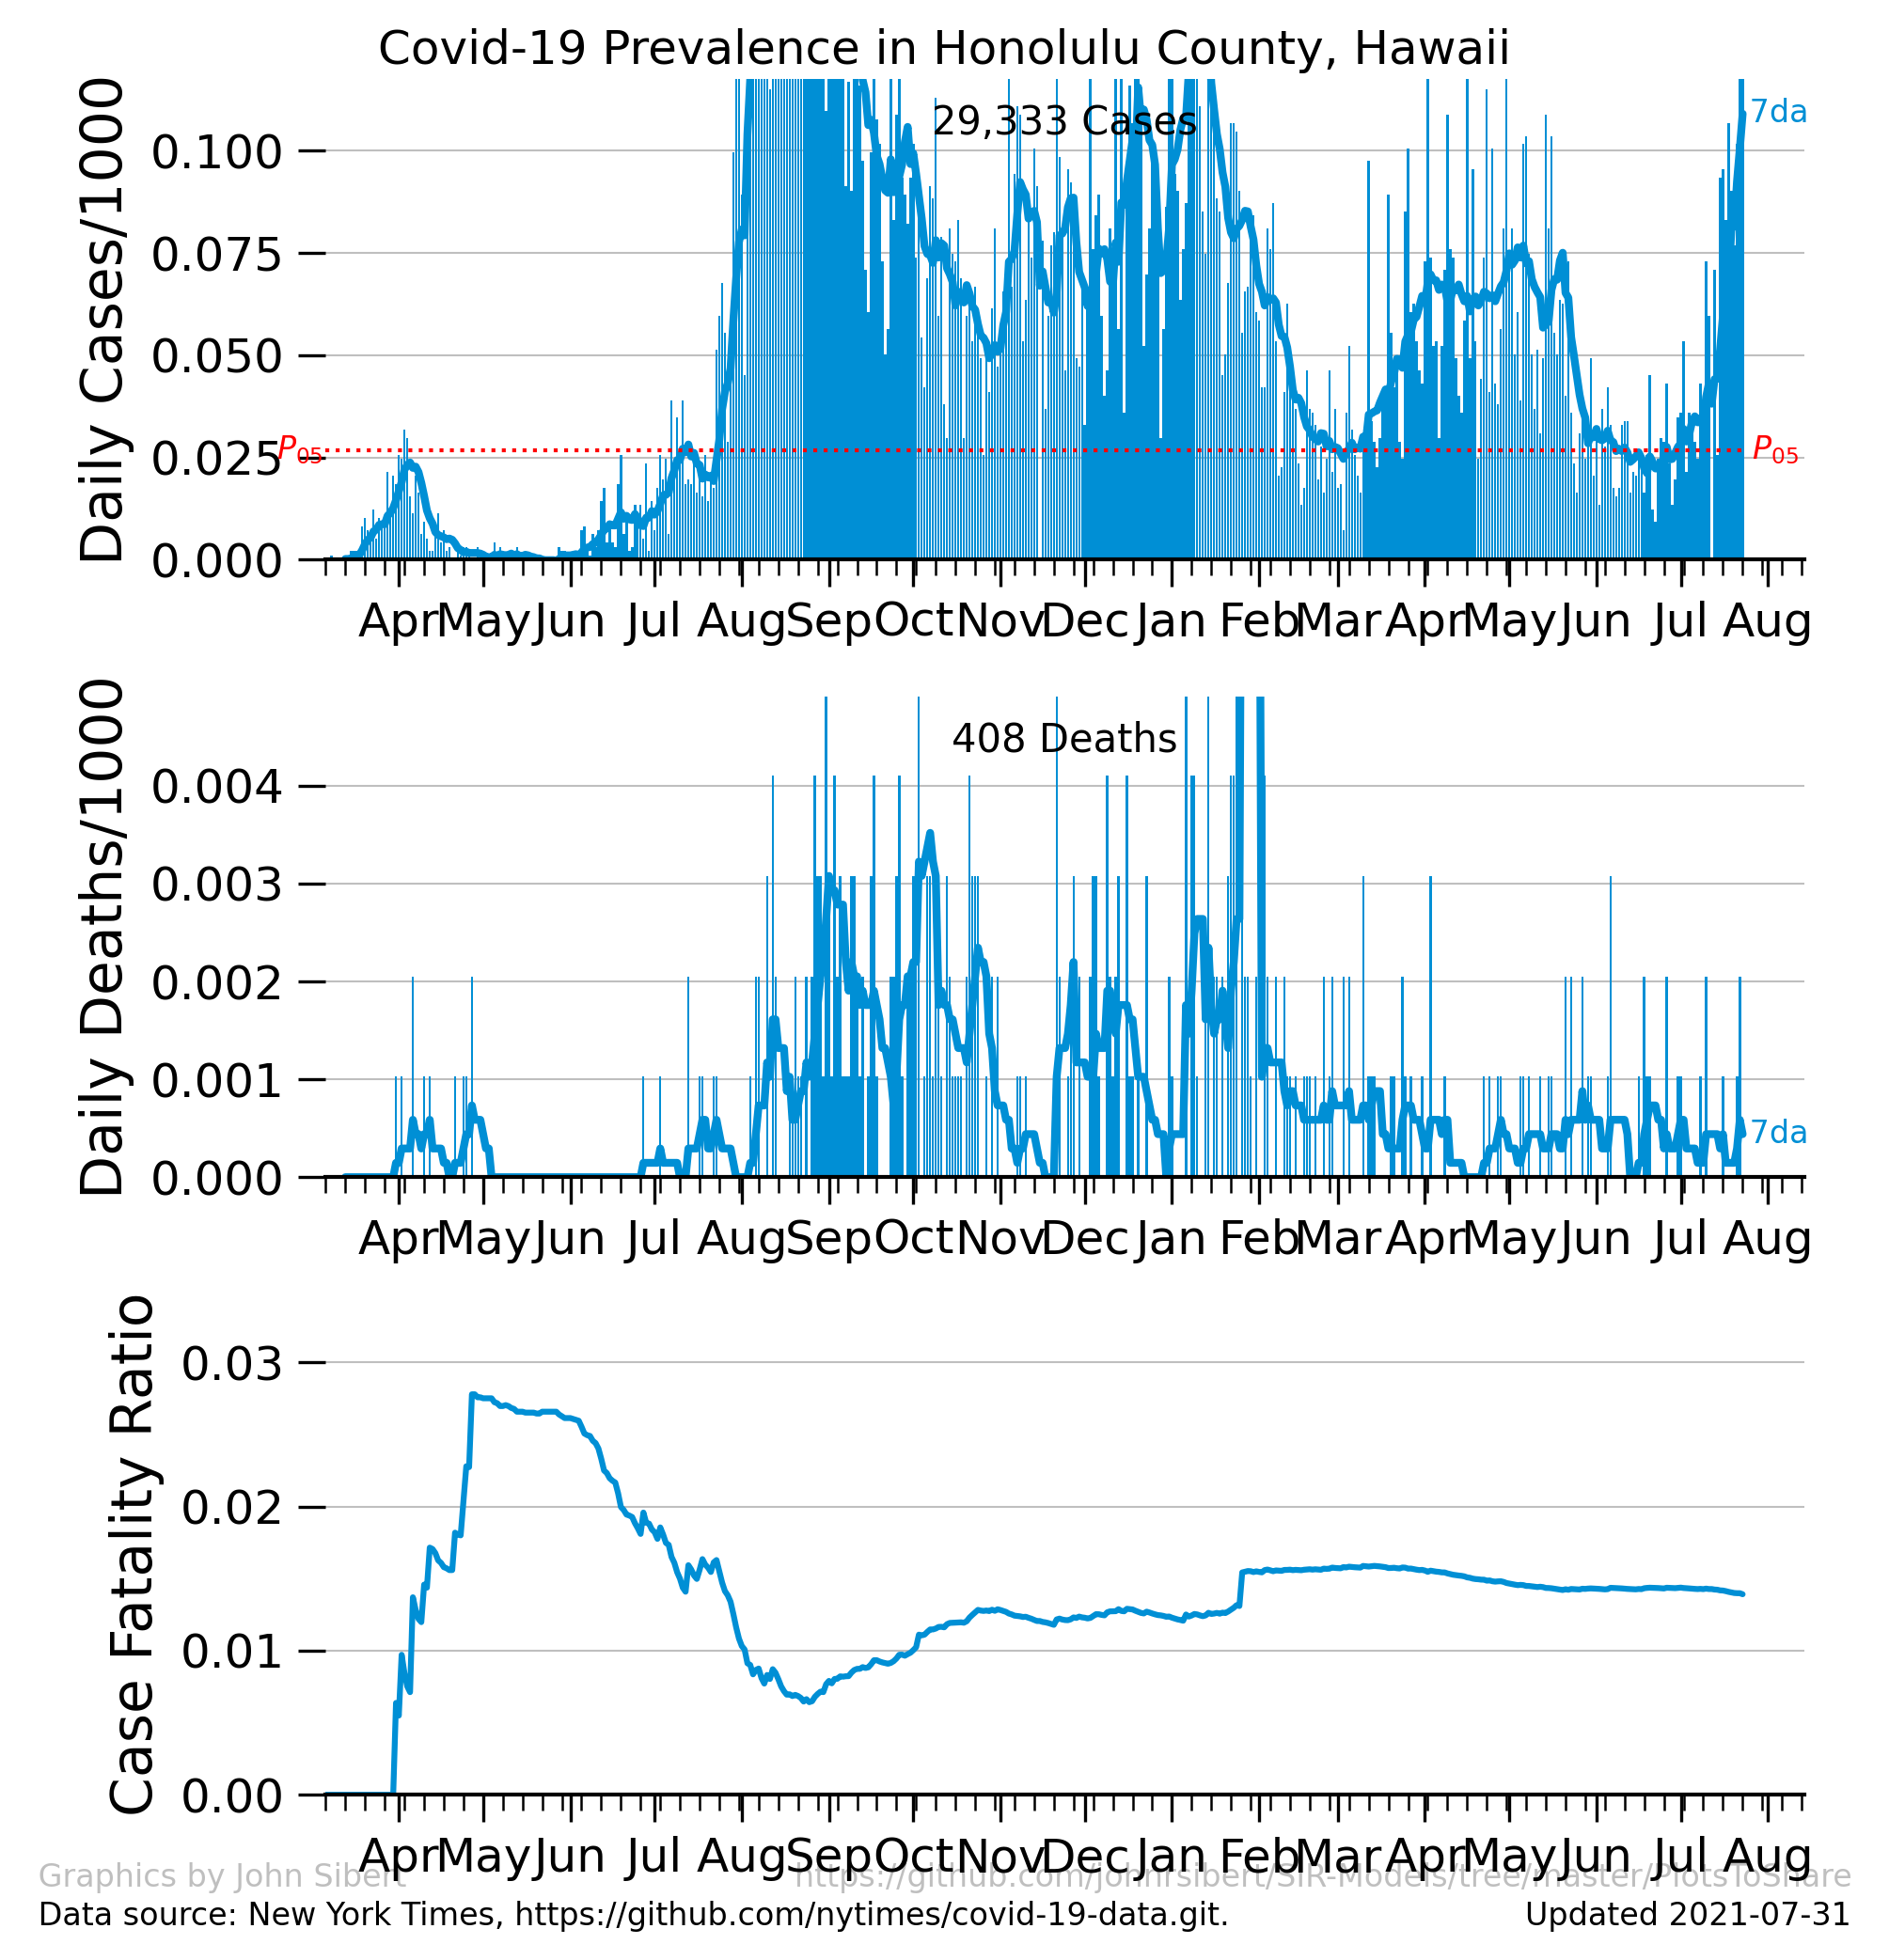 Covid-19 Prevalence in Honolulu County, Hawaii
29,333 Cases
7da
Daily Cases/1000
0.100
0.075
0.050
0.025
0.000
P05
P05
Apr May Jun Jul Aug Sep Oct Nov Dec Jan Feb Mar Apr May Jun Jul Aug
408 Deaths
Daily Deaths/1000
0.004
0.003
0.002
0.001
0.000
7da
Apr May Jun Jul Aug Sep Oct Nov Dec Jan Feb Mar Apr May Jun Jul Aug
Case Fatality Ratio
0.03
0.02
0.01
0.00
Apr May Jun Jul Aug Sep Oct Nov Dec Jan Feb Mar Apr May Jun Jul Aug
Graphics by John Sibert
https://github.com/johnrsibert/SIR-Models/tree/master/PlotsToShare
Data source: New York Times, https://github.com/nytimes/covid-19-data.git.
Updated 2021-07-31